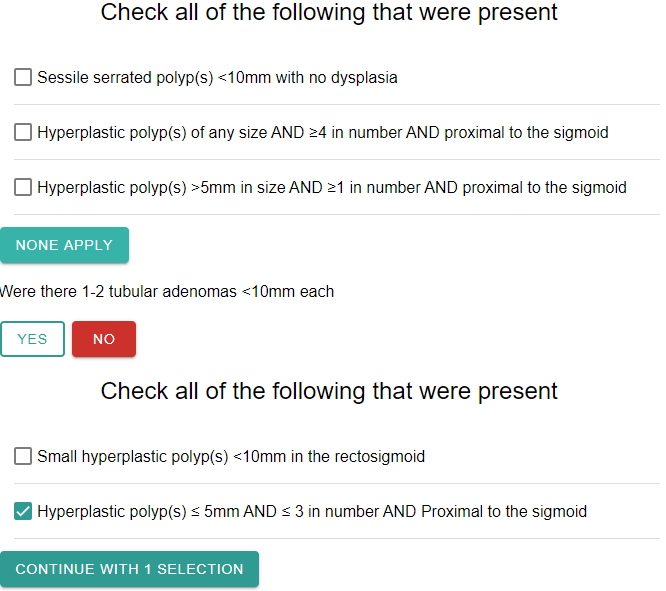 Check all of the following that were present
Sessile serrated polyp(s) <10mm with no dysplasia
Hyperplastic polyp(s) of any size AND ≥4 in number AND proximal to the sigmoid
Hyperplastic polyp(s) >5mm in size AND ≥1 in number AND proximal to the sigmoid
NONE APPLY
Were there 1-2 tubular adenomas <10mm each
YES NO
Check all of the following that were present
Small hyperplastic polyp(s) <10mm in the rectosigmoid
Hyperplastic polyp(s) ≤ 5mm AND ≤ 3 in number AND Proximal to the sigmoid
CONTINUE WITH 1 SELECTION